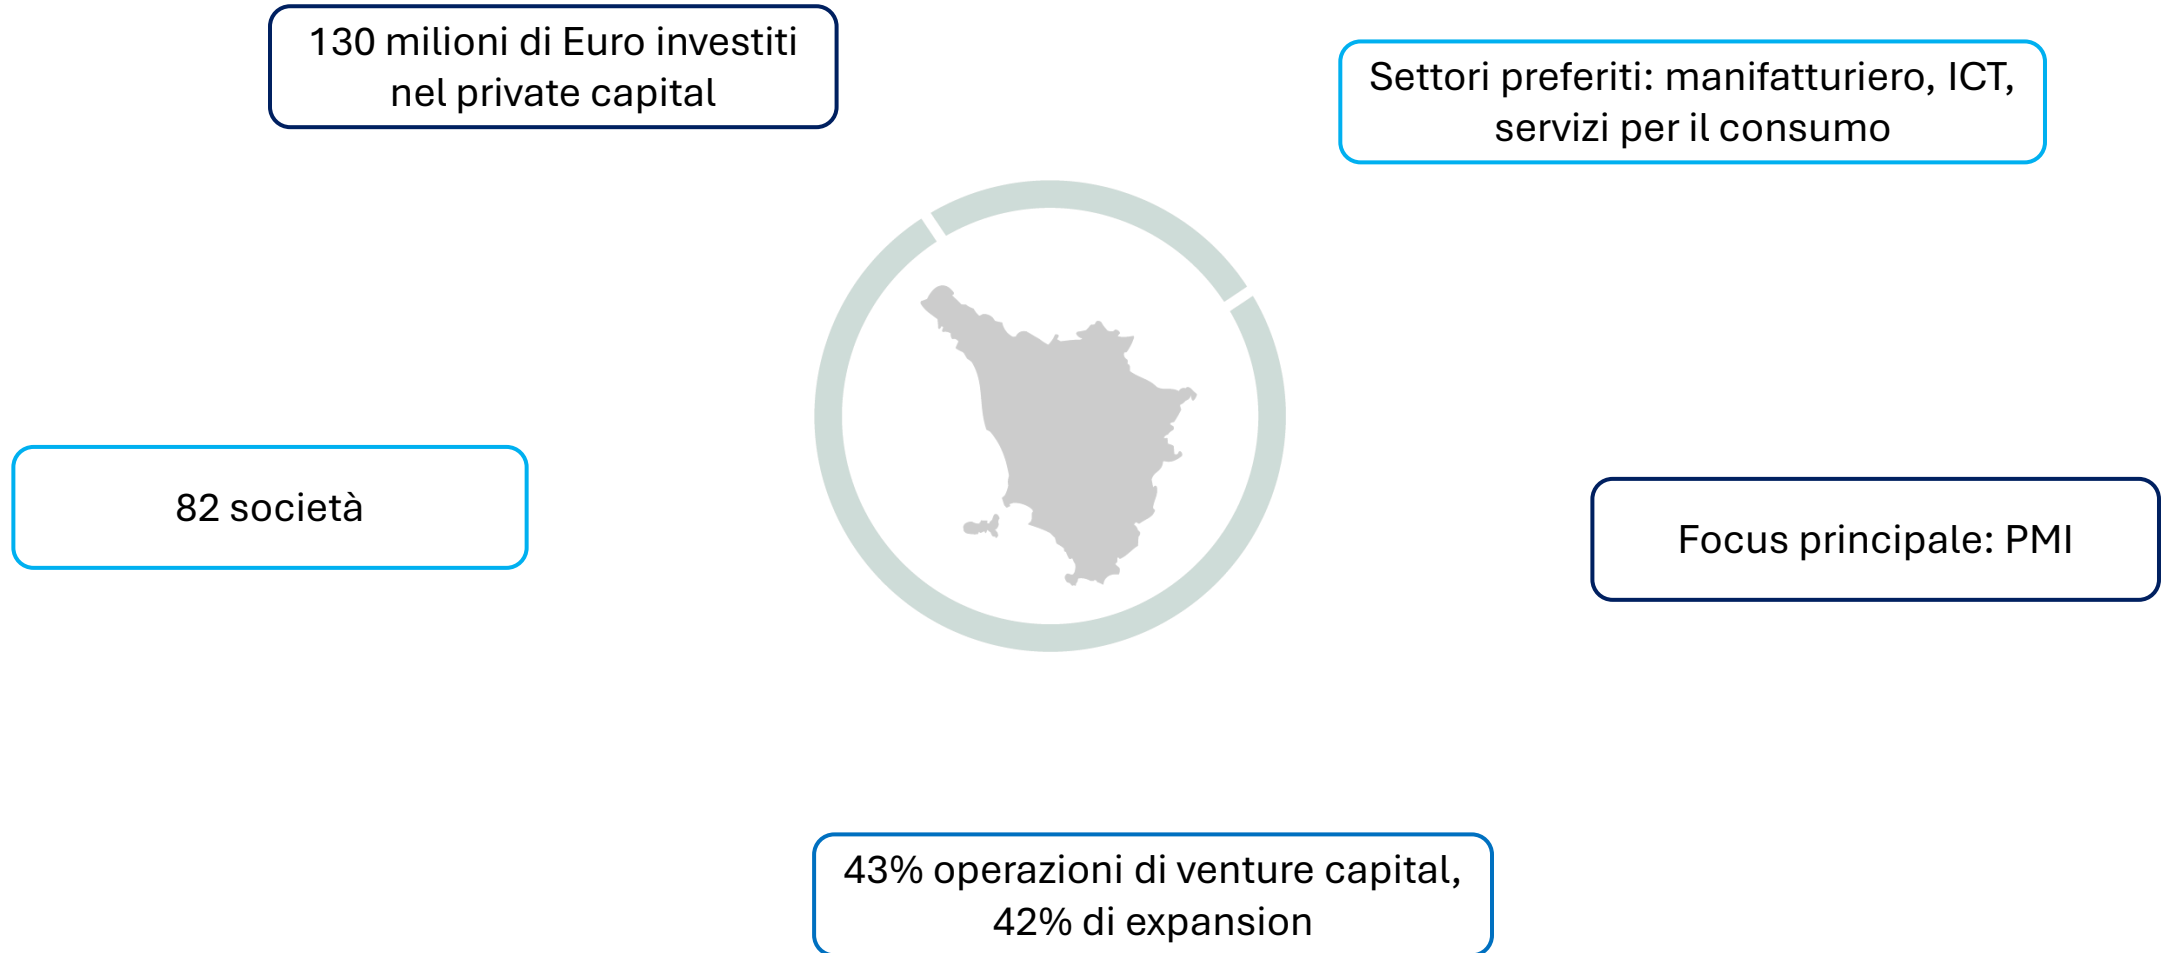 130 milioni di Euro investiti
nel private capital
Settori preferiti: manifatturiero, ICT,
servizi per il consumo
82 società
Focus principale: PMI
43% operazioni di venture capital,
42% di expansion